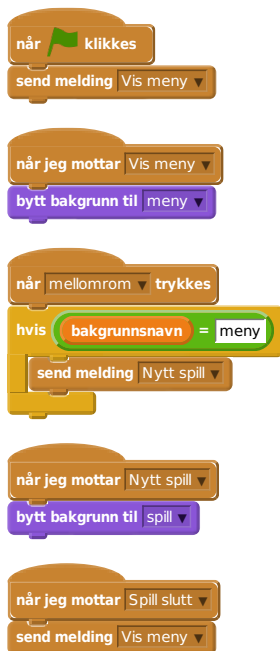 når klikkes
send melding Vis meny
når jeg mottar Vis meny
bytt bakgrunn til meny
når mellomrom trykkes
hvis bakgrunnsnavn = meny
send melding Nytt spill
når jeg mottar Nytt spill
bytt bakgrunn til spill
når jeg mottar Spill slutt
send melding Vis meny